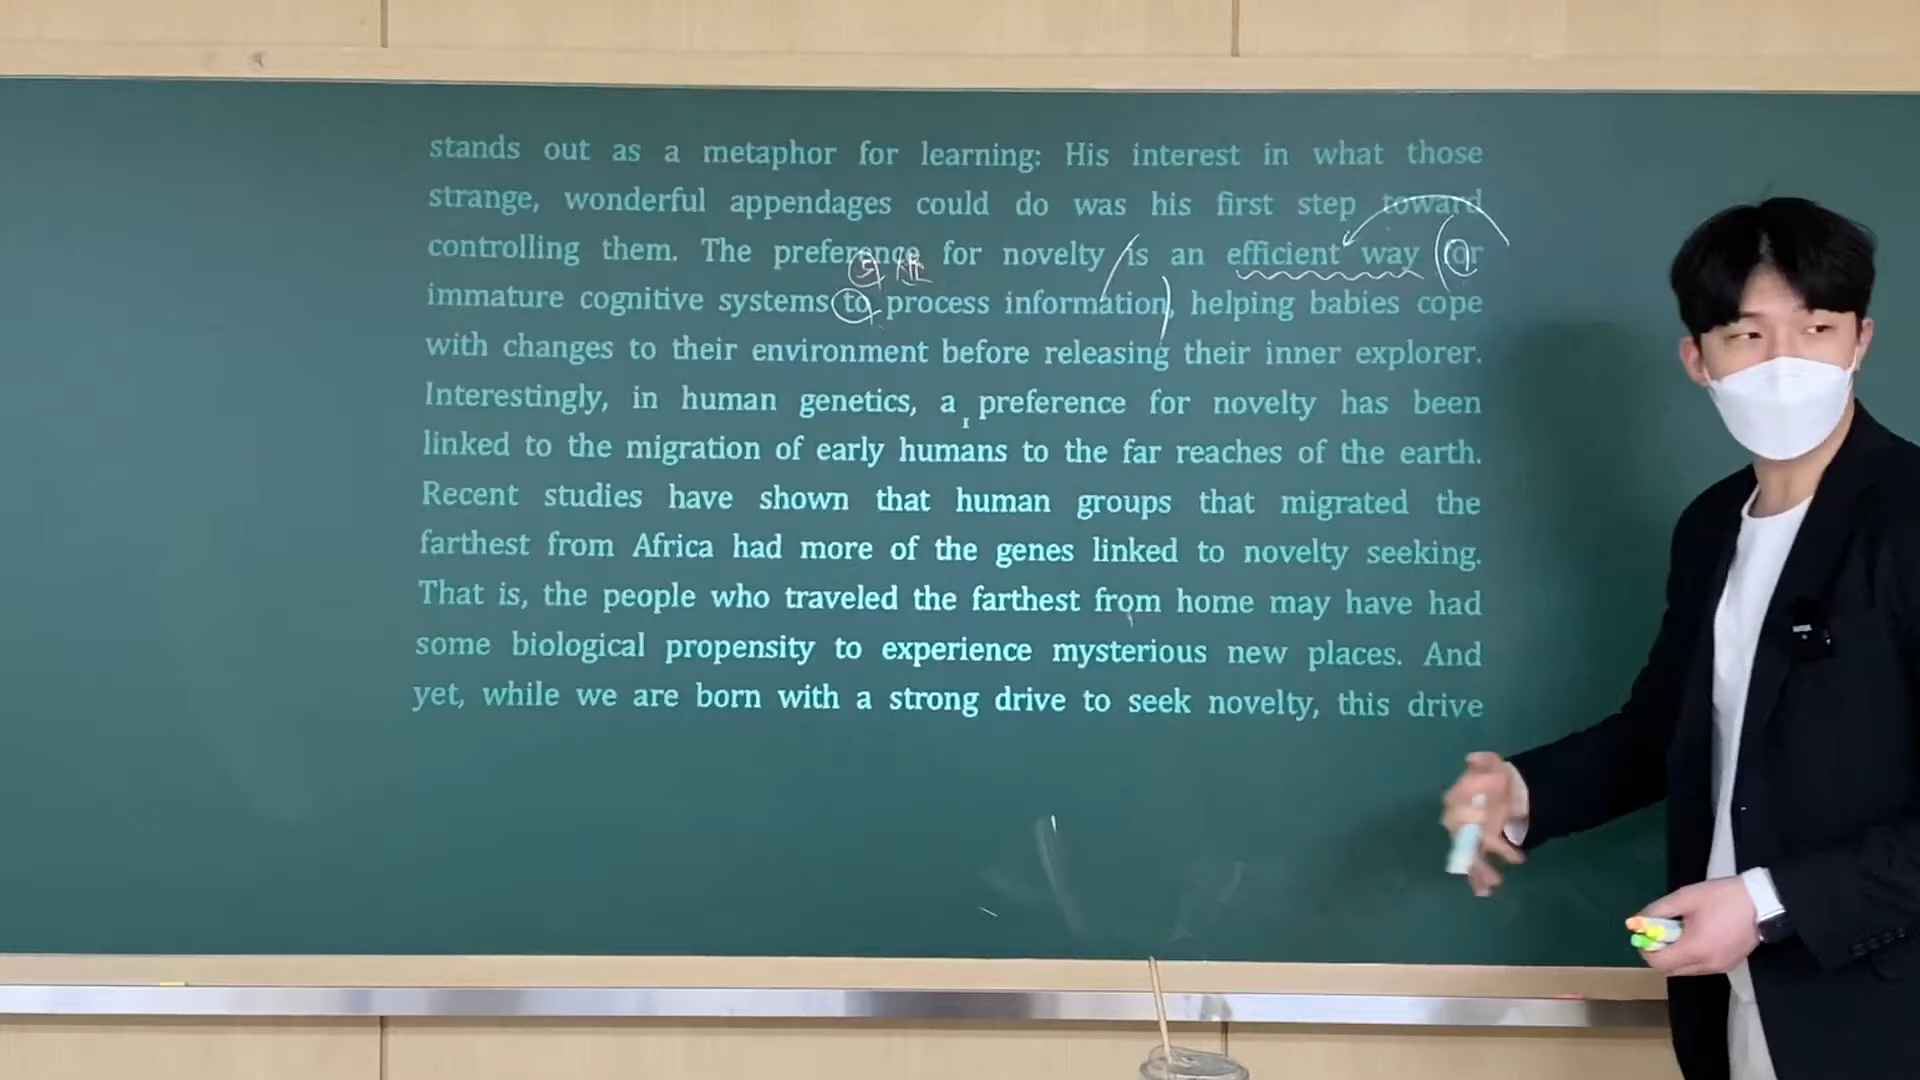 stands out as a metaphor for learning: His interest in what those
strange, wonderful appendages could do was his first step toward
controlling them. The preference for novelty is an efficient way for
immature cognitive systems to process information, helping babies cope
with changes to their environment before releasing their inner explorer.
Interestingly, in human genetics, a preference for novelty has been
linked to the migration of early humans to the far reaches of the earth.
Recent studies have shown that human groups that migrated the
farthest from Africa had more of the genes linked to novelty seeking.
That is, the people who traveled the farthest from home may have had
some biological propensity to experience mysterious new places. And
yet, while we are born with a strong drive to seek novelty, this drive